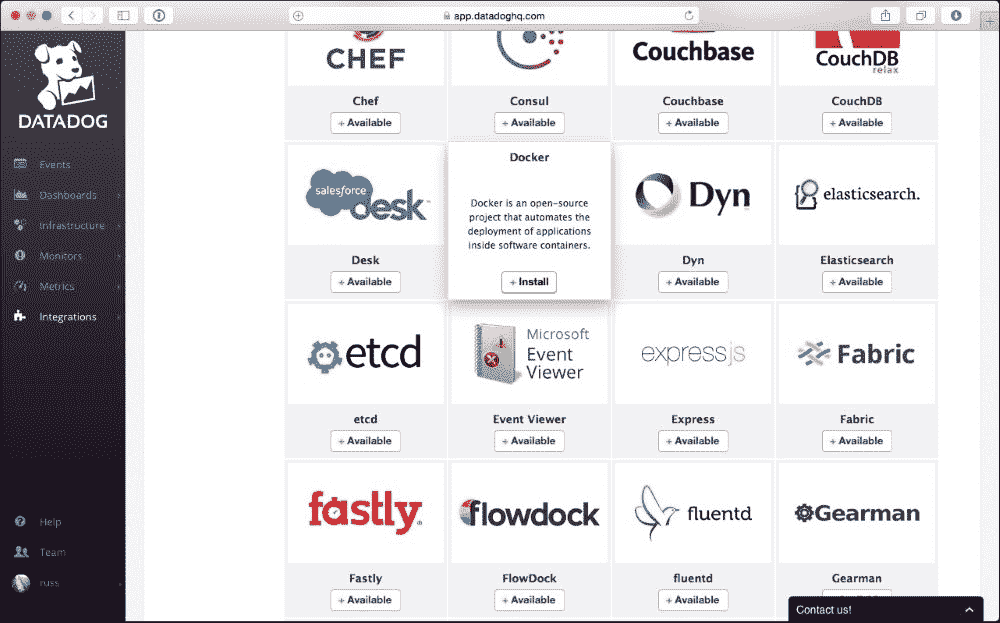 app.datadoghq.com
DATADOG
Events
Dashboards
Infrastructure
Monitors
Metrics
Integrations
Help
Team
russ
CHEF
Couchbase
CouchDB
relax
Chef
Consul
Couchbase
CouchDB
+ Available
+ Available
+ Available
+ Available
salesforce
desk
Docker
Docker is an open-source
project that automates the
deployment of applications
inside software containers.
+ Install
Dyn
elasticsearch.
Desk
Dyn
Elasticsearch
+ Available
+ Available
+ Available
etcd
Microsoft
Event
Viewer
express js
Fabric
etcd
Event Viewer
Express
Fabric
+ Available
+ Available
+ Available
+ Available
fastly
flowdock
fluentd
Gearman
Fastly
FlowDock
fluentd
Gearman
+ Available
+ Available
+ Available
Contact us!